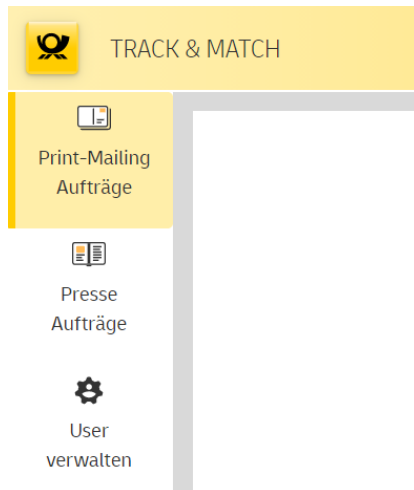 TRACK & MATCH
Print-Mailing
Aufträge
Presse
Aufträge
User
verwalten